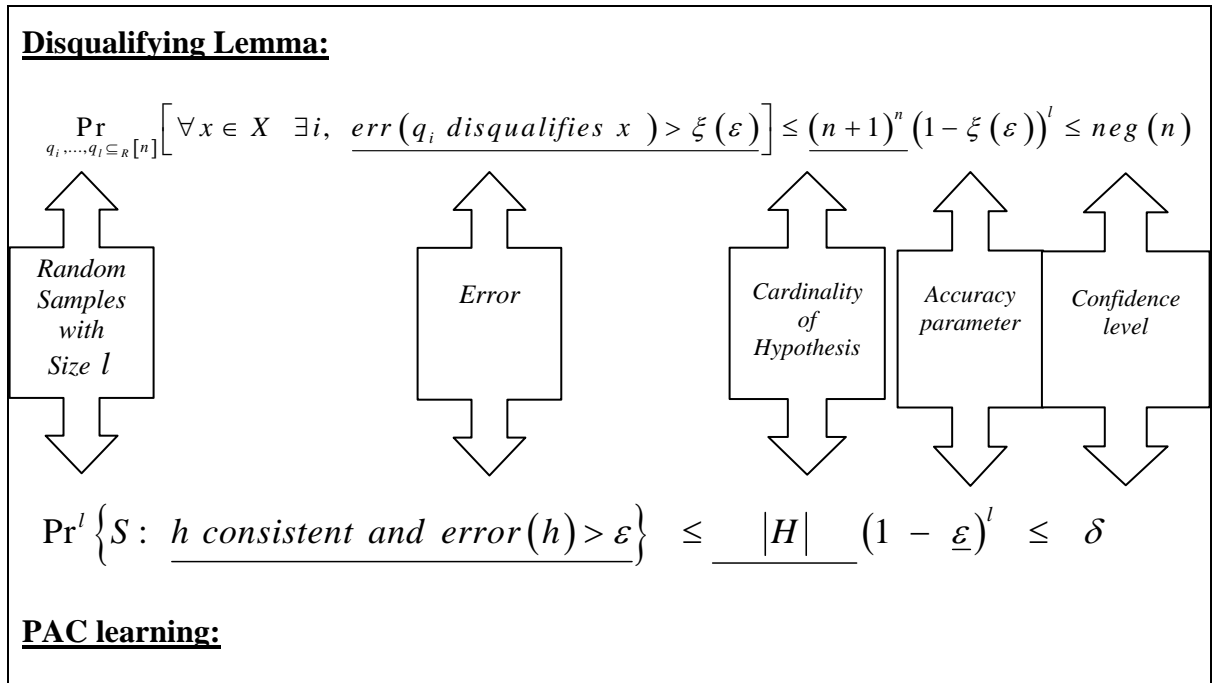 Disqualifying Lemma:
Pr_{q_i,...,q_l ⊆_R [n]} [ ∀x ∈ X ∃i, err(q_i disqualifies x ) > ξ(ε) ] ≤ (n+1)^n (1 − ξ(ε))^l ≤ neg(n)
Random Samples with Size l
Error
Cardinality of Hypothesis
Accuracy parameter
Confidence level
Pr^l {S : h consistent and error(h) > ε} ≤ |H| (1 − ε)^l ≤ δ
PAC learning: